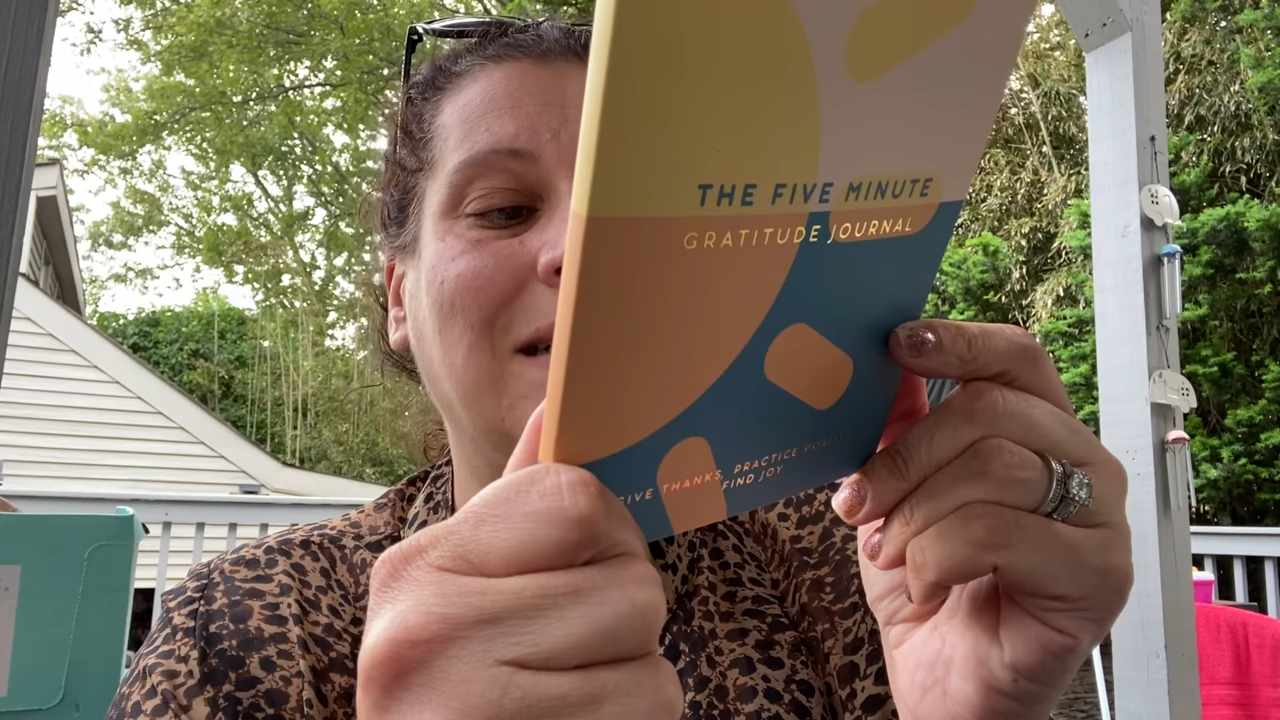 THE FIVE MINUTE
GRATITUDE JOURNAL
GIVE THANKS, PRACTICE
FIND JOY